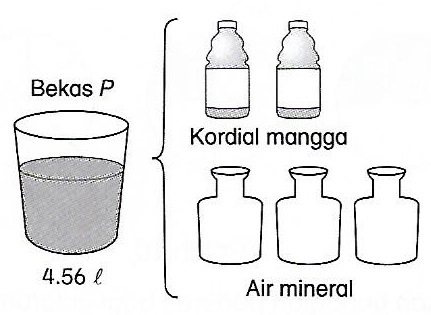 Bekas P
Kordial mangga
4.56 ℓ
Air mineral